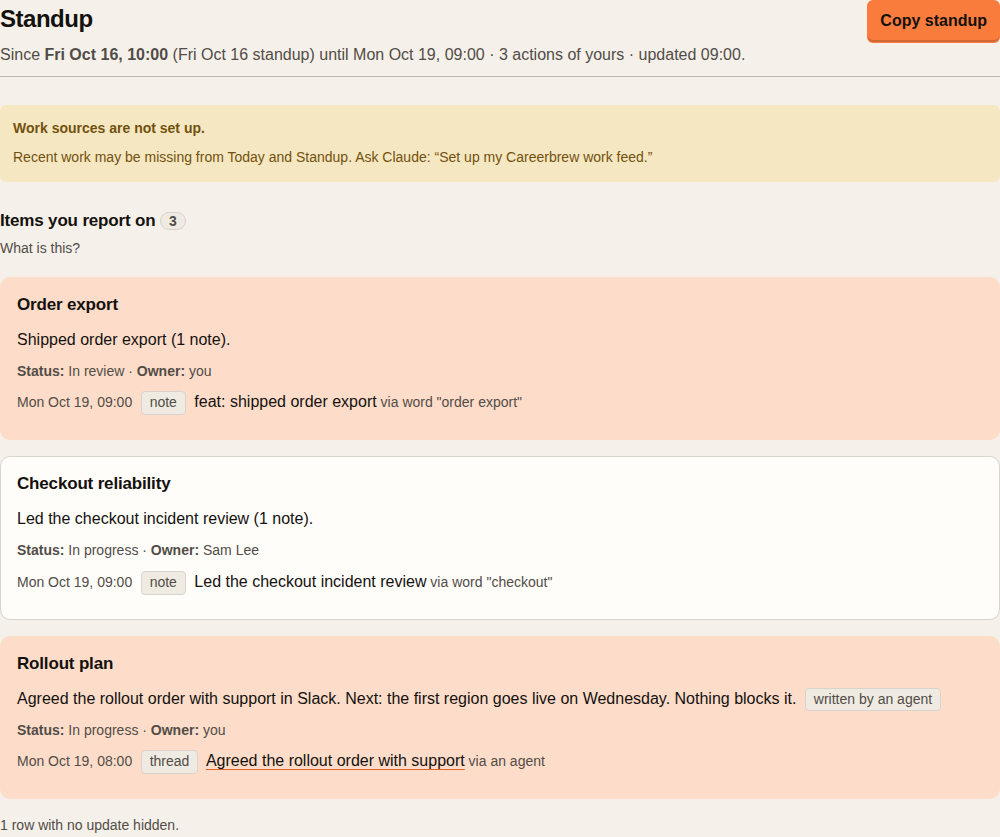 Standup
Copy standup
Since Fri Oct 16, 10:00 (Fri Oct 16 standup) until Mon Oct 19, 09:00 · 3 actions of yours · updated 09:00.
Work sources are not set up.
Recent work may be missing from Today and Standup. Ask Claude: “Set up my Careerbrew work feed.”
Items you report on 3
What is this?
Order export
Shipped order export (1 note).
Status: In review · Owner: you
Mon Oct 19, 09:00 note feat: shipped order export via word "order export"
Checkout reliability
Led the checkout incident review (1 note).
Status: In progress · Owner: Sam Lee
Mon Oct 19, 09:00 note Led the checkout incident review via word "checkout"
Rollout plan
Agreed the rollout order with support in Slack. Next: the first region goes live on Wednesday. Nothing blocks it. written by an agent
Status: In progress · Owner: you
Mon Oct 19, 08:00 thread Agreed the rollout order with support via an agent
1 row with no update hidden.